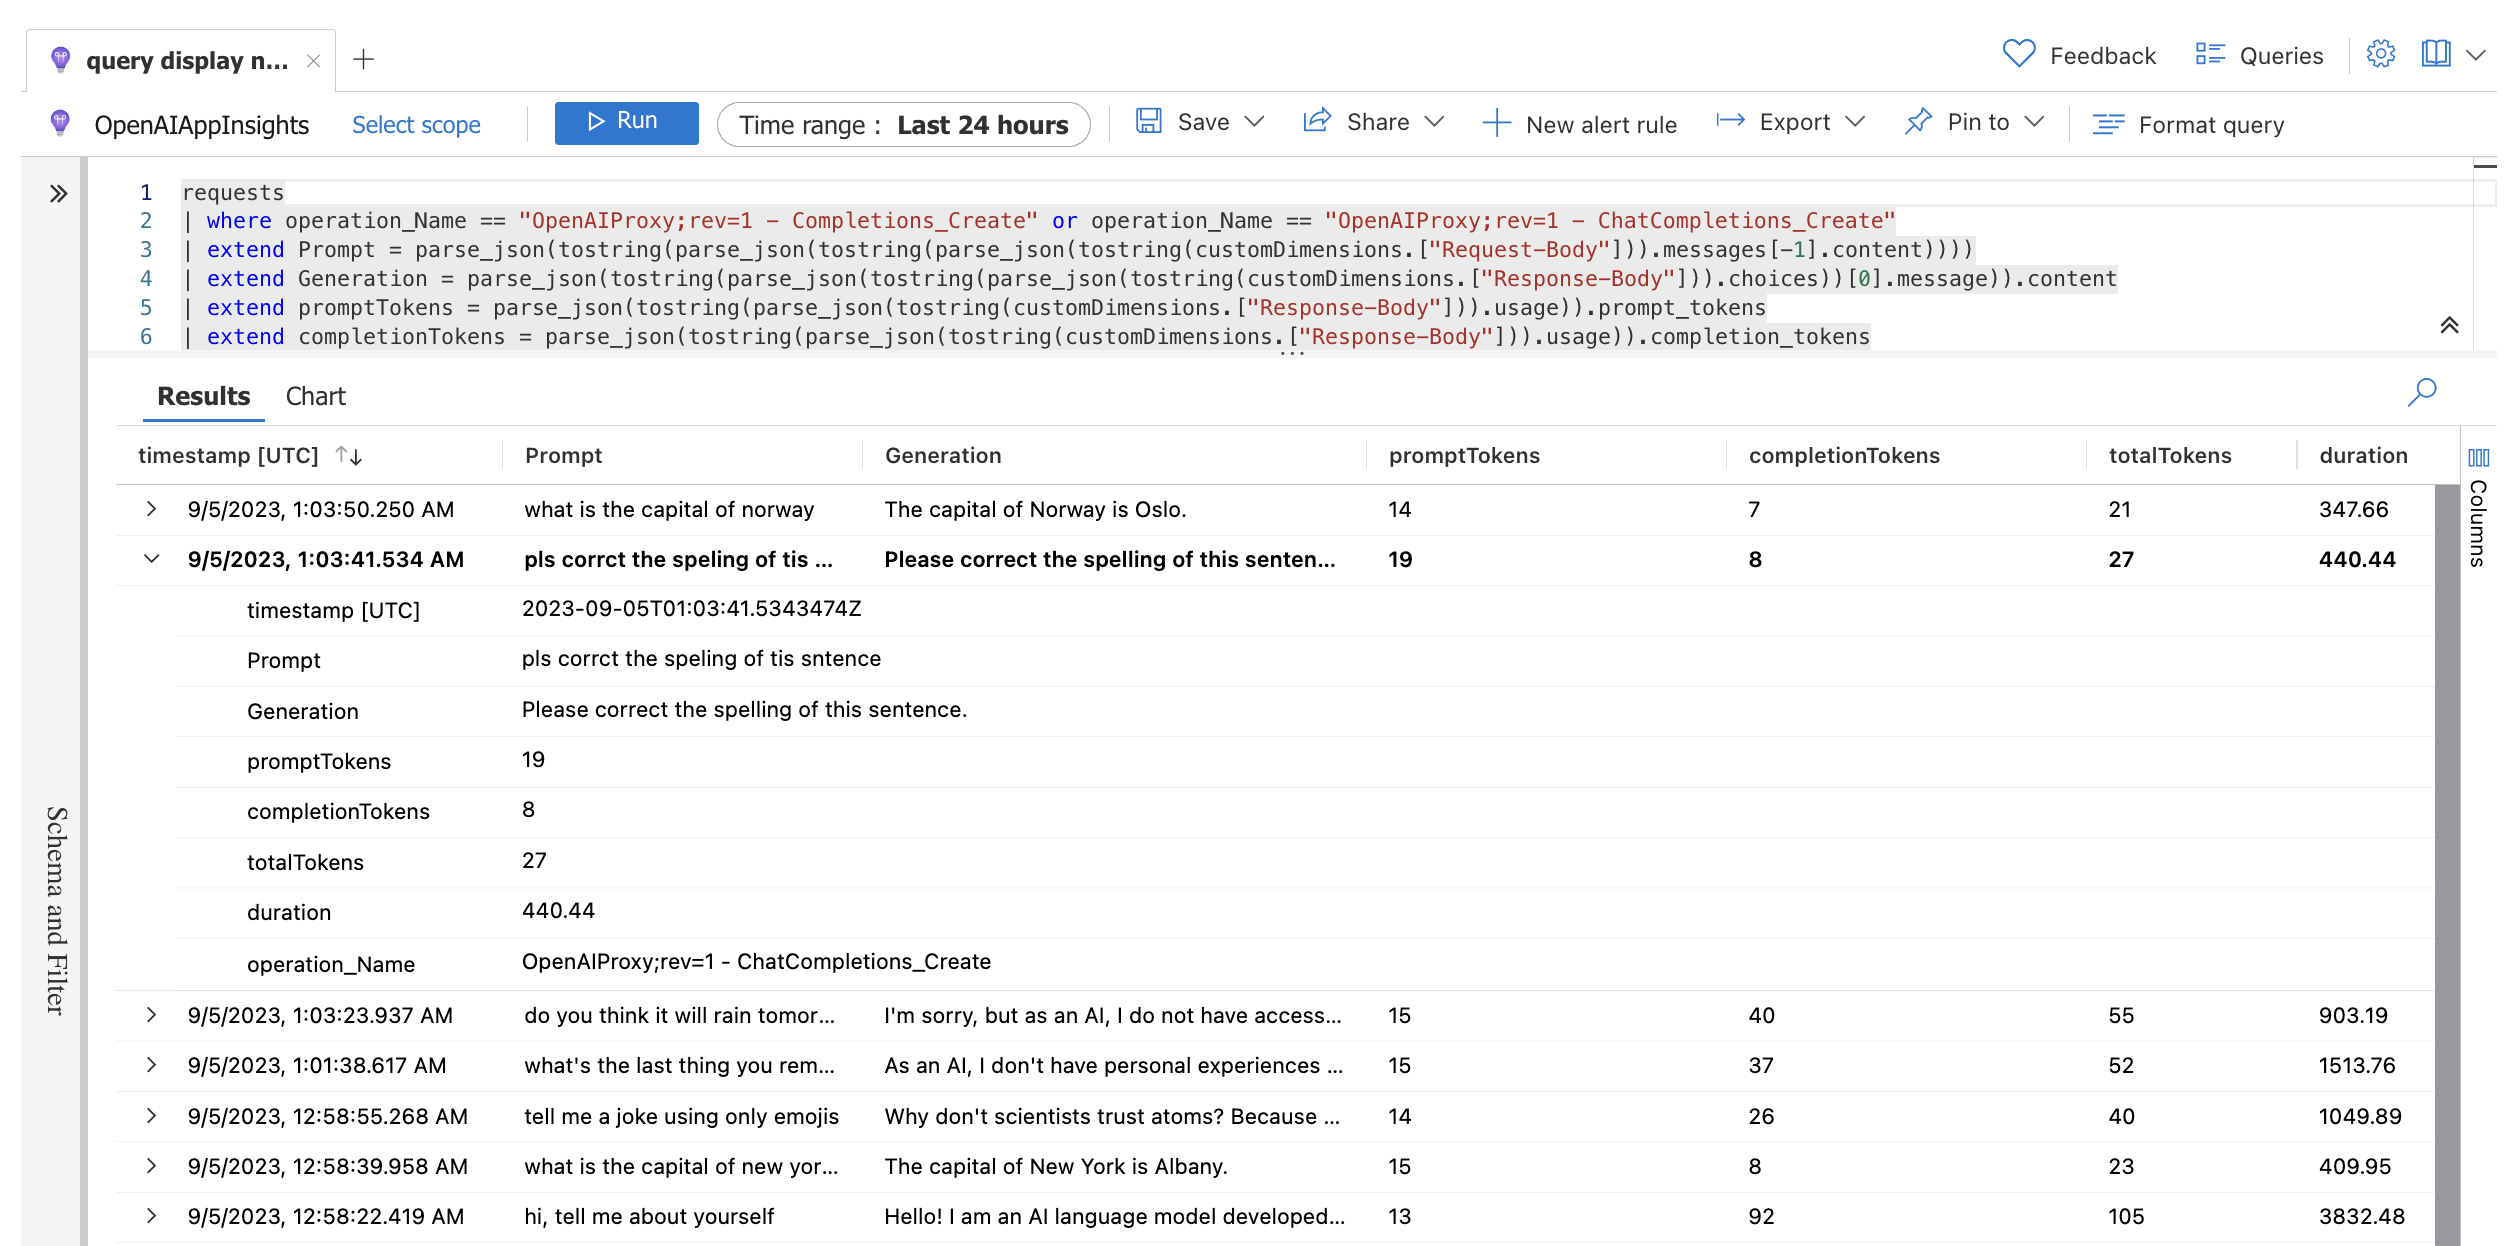 query display n...
Feedback
Queries
OpenAIAppInsights
Select scope
Run
Time range : Last 24 hours
Save
Share
New alert rule
Export
Pin to
Format query
1 requests
2 | where operation_Name == "OpenAIProxy;rev=1 - Completions_Create" or operation_Name == "OpenAIProxy;rev=1 - ChatCompletions_Create"
3 | extend Prompt = parse_json(tostring(parse_json(tostring(parse_json(tostring(customDimensions.["Request-Body"])).messages[-1].content))))
4 | extend Generation = parse_json(tostring(parse_json(tostring(parse_json(tostring(customDimensions.["Response-Body"])).choices))[0].message)).content
5 | extend promptTokens = parse_json(tostring(parse_json(tostring(customDimensions.["Response-Body"])).usage)).prompt_tokens
6 | extend completionTokens = parse_json(tostring(parse_json(tostring(customDimensions.["Response-Body"])).usage)).completion_tokens
Schema and Filter
Results Chart
timestamp [UTC] Prompt Generation promptTokens completionTokens totalTokens duration
Columns
9/5/2023, 1:03:50.250 AM what is the capital of norway The capital of Norway is Oslo. 14 7 21 347.66
9/5/2023, 1:03:41.534 AM pls corrct the speling of tis ... Please correct the spelling of this senten... 19 8 27 440.44
timestamp [UTC] 2023-09-05T01:03:41.5343474Z
Prompt pls corrct the speling of tis sntence
Generation Please correct the spelling of this sentence.
promptTokens 19
completionTokens 8
totalTokens 27
duration 440.44
operation_Name OpenAIProxy;rev=1 - ChatCompletions_Create
9/5/2023, 1:03:23.937 AM do you think it will rain tomor... I'm sorry, but as an AI, I do not have access... 15 40 55 903.19
9/5/2023, 1:01:38.617 AM what's the last thing you rem... As an AI, I don't have personal experiences ... 15 37 52 1513.76
9/5/2023, 12:58:55.268 AM tell me a joke using only emojis Why don't scientists trust atoms? Because ... 14 26 40 1049.89
9/5/2023, 12:58:39.958 AM what is the capital of new yor... The capital of New York is Albany. 15 8 23 409.95
9/5/2023, 12:58:22.419 AM hi, tell me about yourself Hello! I am an AI language model developed... 13 92 105 3832.48